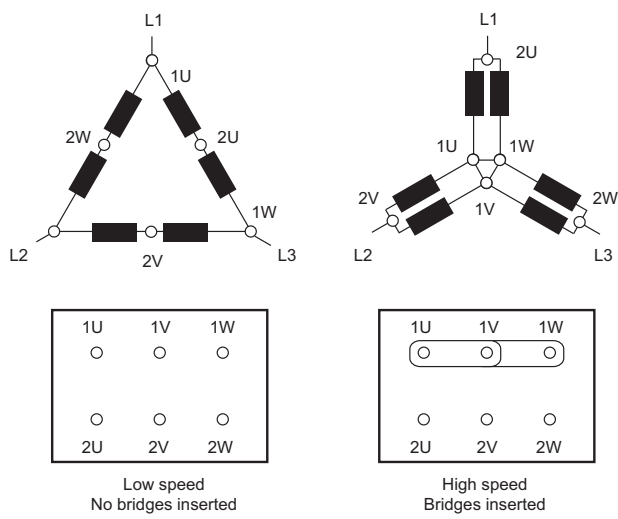 L1
1U
2W
2U
1W
L2
L3
2V
L1
2U
1U
1W
2V
1V
2W
L2
L3
1U 1V 1W
2U 2V 2W
Low speed
No bridges inserted
1U 1V 1W
2U 2V 2W
High speed
Bridges inserted